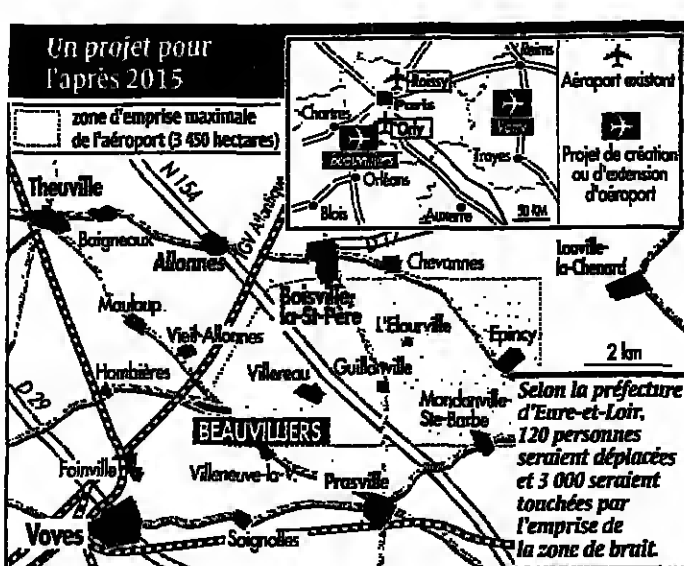 Un projet pour
l'après 2015
zone d'emprise maximale
de l'aéroport (3 450 hectares)
Reims
Roissy
Paris
Chartres
Orly
Vatry
Beauvilliers
Troyes
Orléans
Blois
Auxerre
50 KM
Aéroport existant
Projet de création
ou d'extension
d'aéroport
N 154
TGV Atlantique
Theuville
Baigneaux
Allonnes
Boisville-
la-St-Père
Chevannes
Louville-
la-Chenard
Mauloup
Vieil-Allonnes
L'Élourville
Epincy
2 km
Hombières
Villereau
Guillonville
Mondonville-
Ste-Barbe
D 29
BEAUVILLIERS
Foinville
Villeneuve-la-V.
Prasville
Voves
Soignolles
Selon la préfecture
d'Eure-et-Loir,
120 personnes
seraient déplacées
et 3 000 seraient
touchées par
l'emprise de
la zone de bruit.